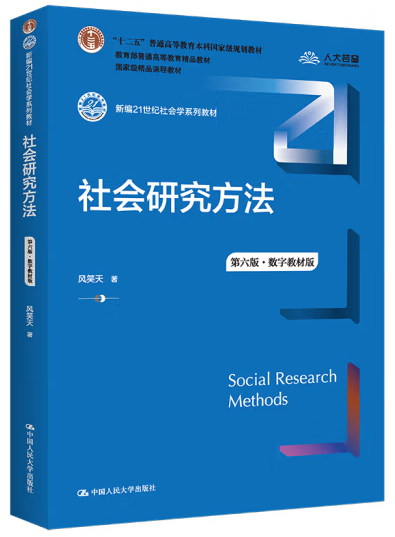 新编21世纪社会学系列教材
社会研究方法
第六版·数字教材版
风笑天 著
中国人民大学出版社
"十二五"普通高等教育本科国家级规划教材
教育部普通高等教育精品教材
国家级精品课程教材
人大芸窗
新编21世纪社会学系列教材
21
社会研究方法
第六版·数字教材版
风笑天 著
Social Research
Methods
中国人民大学出版社